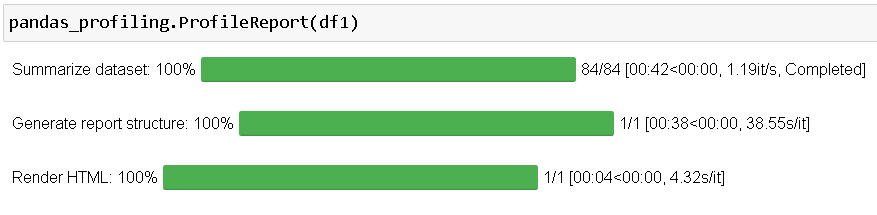 pandas_profiling.ProfileReport(df1)
Summarize dataset: 100% 84/84 [00:42<00:00, 1.19it/s, Completed]
Generate report structure: 100% 1/1 [00:38<00:00, 38.55s/it]
Render HTML: 100% 1/1 [00:04<00:00, 4.32s/it]